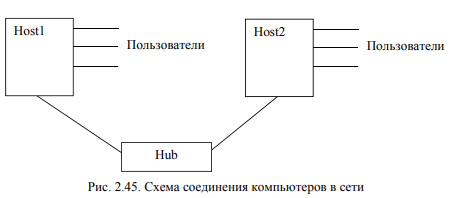 Host1
Пользователи
Host2
Пользователи
Hub
Рис. 2.45. Схема соединения компьютеров в сети